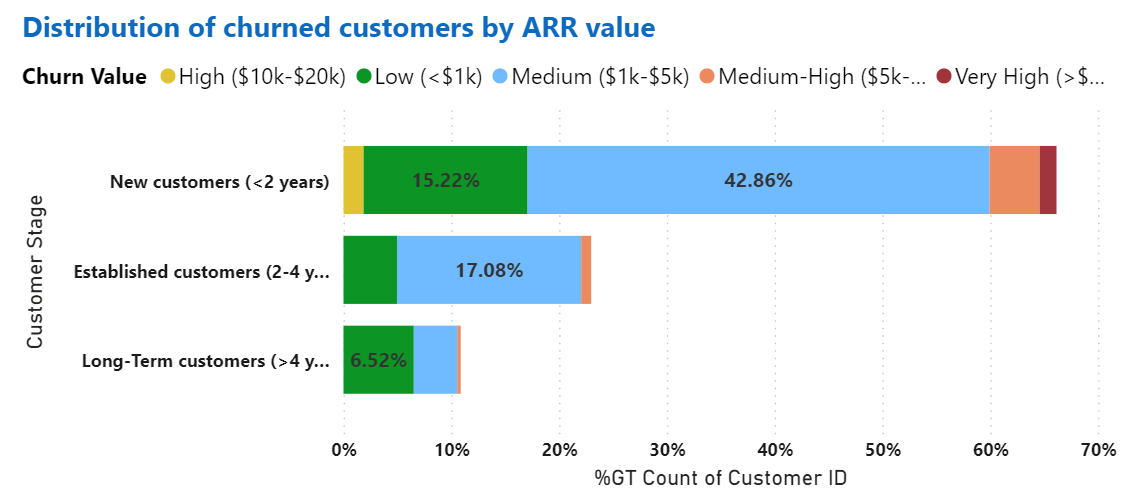 Distribution of churned customers by ARR value
Churn Value High ($10k-$20k) Low (<$1k) Medium ($1k-$5k) Medium-High ($5k-... Very High (>$...
Customer Stage
New customers (<2 years)
15.22%
42.86%
Established customers (2-4 y...
17.08%
Long-Term customers (>4 y...
6.52%
0% 10% 20% 30% 40% 50% 60% 70%
%GT Count of Customer ID